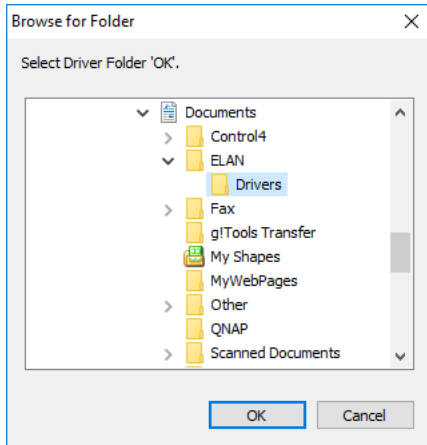 Browse for Folder
Select Driver Folder 'OK'.
Documents
Control4
ELAN
Drivers
Fax
g!Tools Transfer
My Shapes
MyWebPages
Other
QNAP
Scanned Documents
OK Cancel